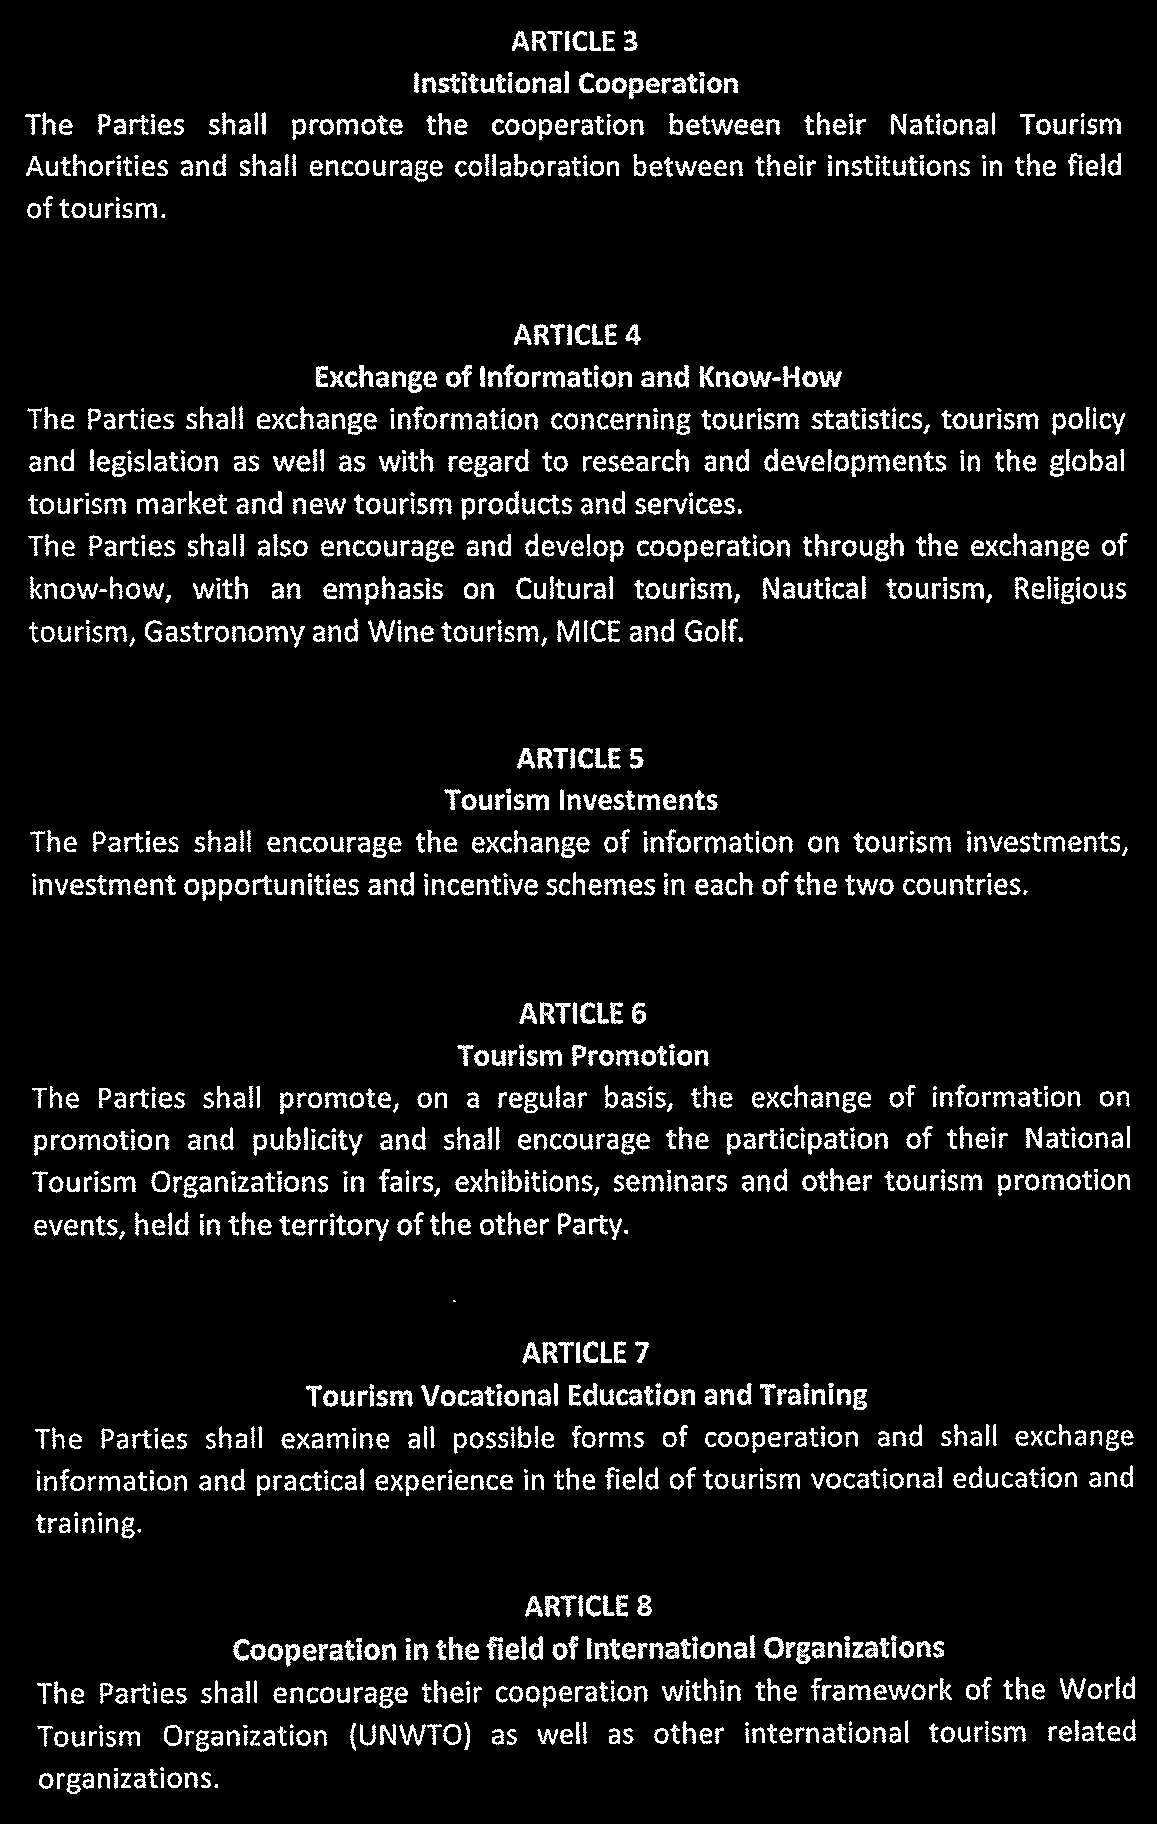 ARTICLE 3
Institutional Cooperation
The Parties shall promote the cooperation between their National Tourism
Authorities and shall encourage collaboration between their institutions in the field
of tourism.
ARTICLE 4
Exchange of Information and Know-How
The Parties shall exchange information concerning tourism statistics, tourism policy
and legislation as well as with regard to research and developments in the global
tourism market and new tourism products and services.
The Parties shall also encourage and develop cooperation through the exchange of
know-how, with an emphasis on Cultural tourism, Nautical tourism, Religious
tourism, Gastronomy and Wine tourism, MICE and Golf.
ARTICLE 5
Tourism Investments
The Parties shall encourage the exchange of information on tourism investments,
investment opportunities and incentive schemes in each of the two countries.
ARTICLE 6
Tourism Promotion
The Parties shall promote, on a regular basis, the exchange of information on
promotion and publicity and shall encourage the participation of their National
Tourism Organizations in fairs, exhibitions, seminars and other tourism promotion
events, held in the territory of the other Party.
ARTICLE 7
Tourism Vocational Education and Training
The Parties shall examine all possible forms of cooperation and shall exchange
information and practical experience in the field of tourism vocational education and
training.
ARTICLE 8
Cooperation in the field of International Organizations
The Parties shall encourage their cooperation within the framework of the World
Tourism Organization (UNWTO) as well as other international tourism related
organizations.